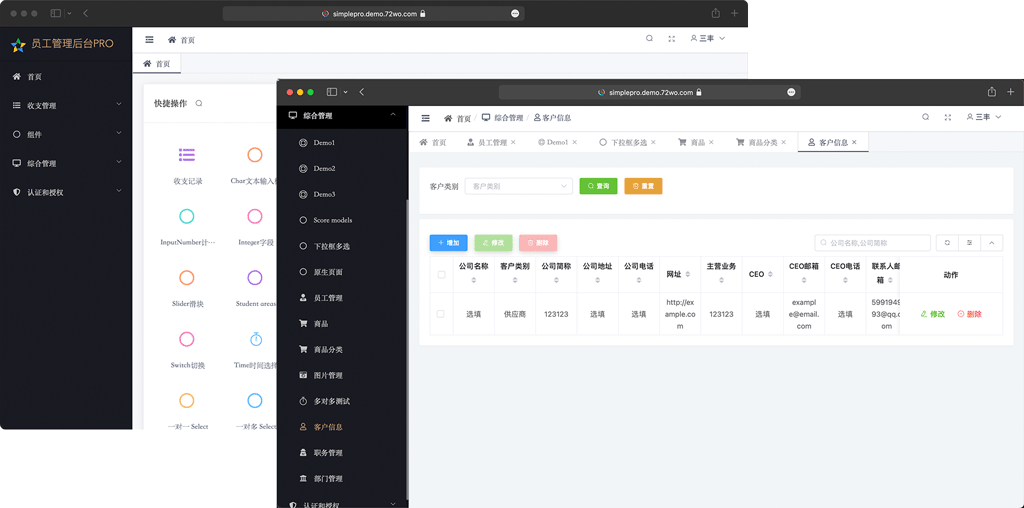 simplepro.demo.72wo.com
员工管理后台PRO
首页
三丰
首页
首页
收支管理
组件
综合管理
认证和授权
快捷操作
收支记录
Char文本输入
InputNumber计…
Integer字段
Slider滑块
Student areas
Switch切换
Time时间选择
一对一 Select
一对多 Select
simplepro.demo.72wo.com
综合管理
Demo1
Demo2
Demo3
Score models
下拉框多选
原生页面
员工管理
商品
商品分类
图片管理
多对多测试
客户信息
职务管理
部门管理
认证和授权
首页 / 综合管理 / 客户信息
三丰
首页
员工管理 ×
Demo1 ×
下拉框多选 ×
商品 ×
商品分类 ×
客户信息 ×
客户类别
客户类别
查询
重置
+ 增加
修改
删除
公司名称,公司简称
公司名称 客户类别 公司简称 公司地址 公司电话 网址 主营业务 CEO CEO邮箱 CEO电话 联系人邮箱 动作
选填 供应商 123123 选填 选填 http://example.com 123123 选填 example@email.com 选填 599194993@qq.com 修改 删除